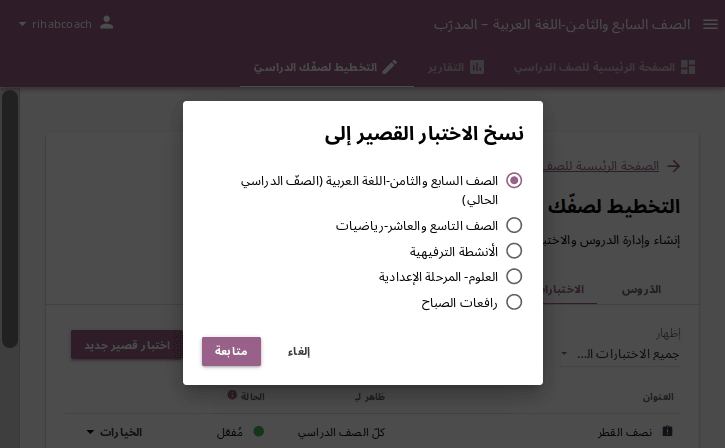 الصف السابع والثامن-اللغة العربية – المدرّب
rihabcoach
الصفحة الرئيسية للصف الدراسي
التقارير
التخطيط لصفّك الدراسيّ
نسخ الاختبار القصير إلى
الصفحة الرئيسية للصف
الصف السابع والثامن-اللغة العربية (الصفّ الدراسي
الحالي)
التخطيط لصفّك
الصف التاسع والعاشر-رياضيات
إنشاء وإدارة الدروس والاختبا
الأنشطة الترفيهية
العلوم- المرحلة الإعدادية
الدّروس
الاختبارات
رافعات الصباح
إظهار
جميع الاختبارات ال...
إلغاء
متابعة
اختبار قصير جديد
العنوان
ظاهر لـ
الحالة
نصف القطر
كلّ الصف الدراسي
مُفعّل
الخيارات